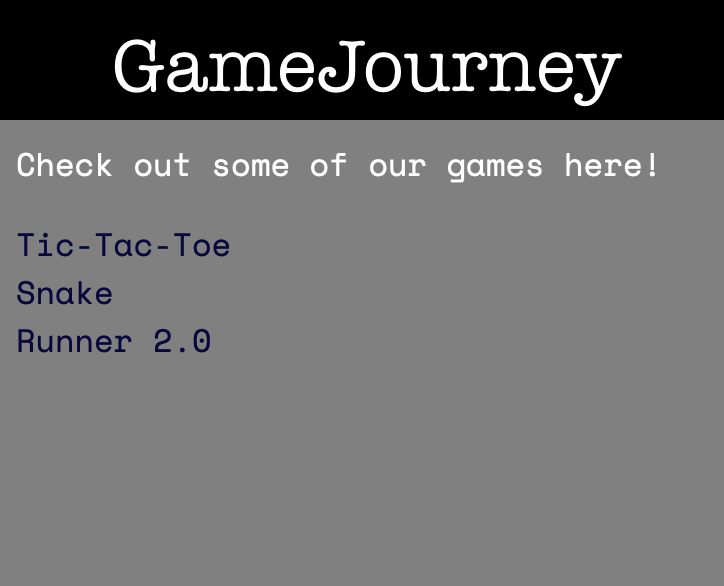 GameJourney
Check out some of our games here!
Tic-Tac-Toe
Snake
Runner 2.0